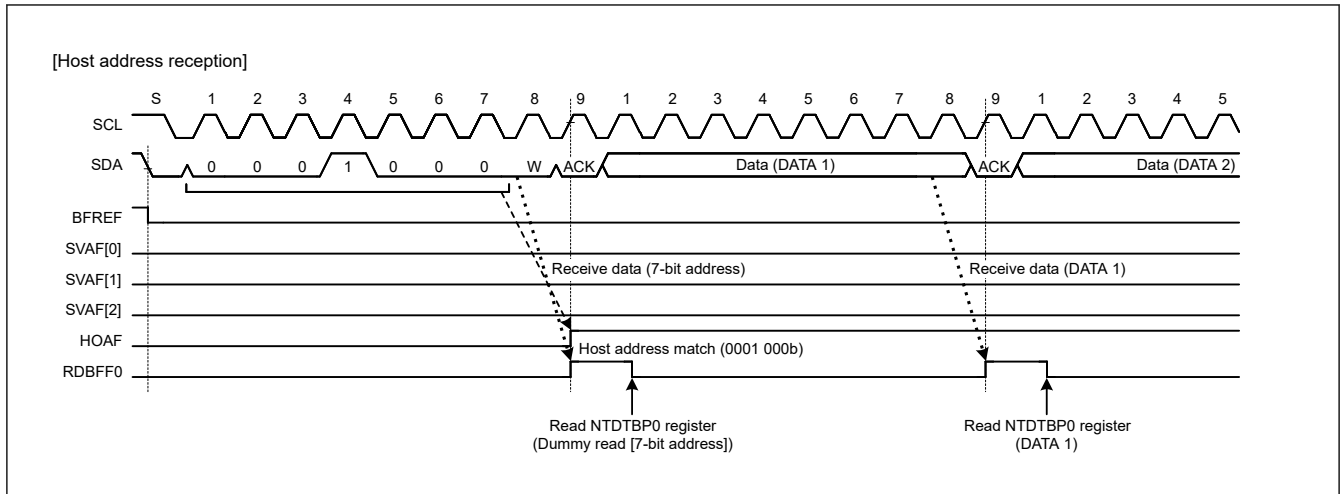 [Host address reception]
S 1 2 3 4 5 6 7 8 9 1 2 3 4 5 6 7 8 9 1 2 3 4 5
SCL
SDA 0 0 0 1 0 0 0 W ACK Data (DATA 1) ACK Data (DATA 2)
BFREF
SVAF[0]
Receive data (7-bit address) Receive data (DATA 1)
SVAF[1]
SVAF[2]
HOAF
Host address match (0001 000b)
RDBFF0
Read NTDTBP0 register Read NTDTBP0 register
(Dummy read [7-bit address]) (DATA 1)